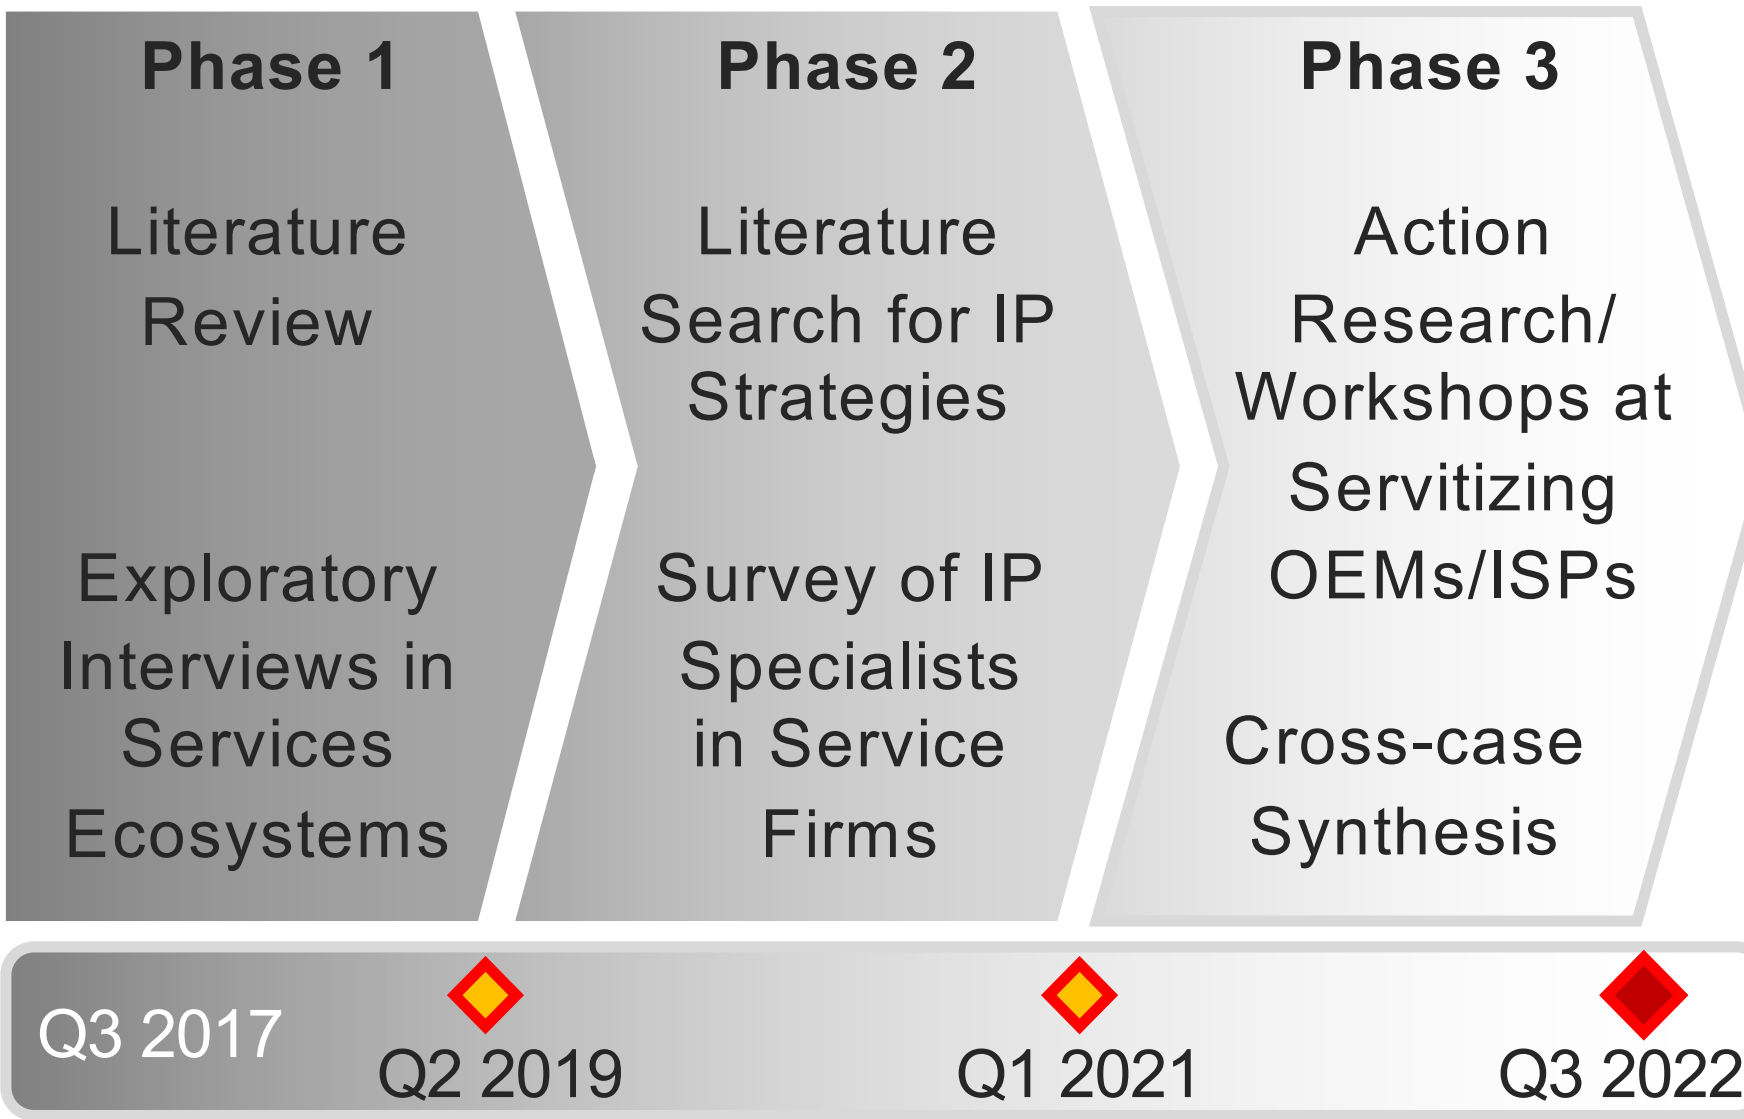 Phase 1
Literature
Review
Exploratory
Interviews in
Services
Ecosystems
Phase 2
Literature
Search for IP
Strategies
Survey of IP
Specialists
in Service
Firms
Phase 3
Action
Research/
Workshops at
Servitizing
OEMs/ISPs
Cross-case
Synthesis
Q3 2017
Q2 2019
Q1 2021
Q3 2022